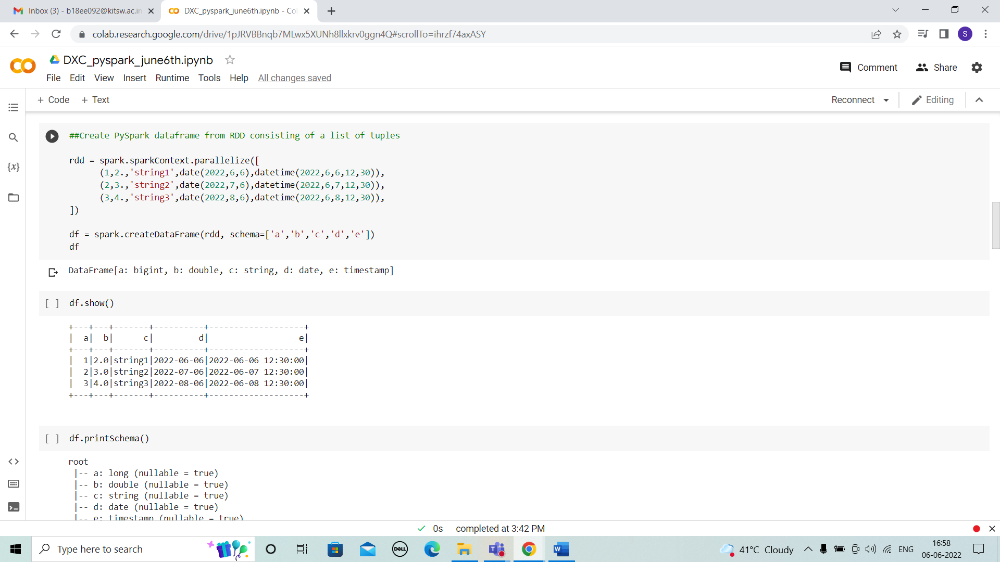 Inbox (3) - b18ee092@kitsw.ac.in
DXC_pyspark_june6th.ipynb - Col
colab.research.google.com/drive/1pJRVBBnqb7MLwx5XUNh8llxkrv0ggn4Q#scrollTo=ihrzf74axASY
S
DXC_pyspark_june6th.ipynb
Comment
Share
File Edit View Insert Runtime Tools Help All changes saved
+ Code + Text
Reconnect
Editing
##Create PySpark dataframe from RDD consisting of a list of tuples
rdd = spark.sparkContext.parallelize([
(1,2.,'string1',date(2022,6,6),datetime(2022,6,6,12,30)),
(2,3.,'string2',date(2022,7,6),datetime(2022,6,7,12,30)),
(3,4.,'string3',date(2022,8,6),datetime(2022,6,8,12,30)),
])
df = spark.createDataFrame(rdd, schema=['a','b','c','d','e'])
df
DataFrame[a: bigint, b: double, c: string, d: date, e: timestamp]
[ ] df.show()
+---+---+-------+----------+-------------------+
|  a|  b|      c|         d|                  e|
+---+---+-------+----------+-------------------+
|  1|2.0|string1|2022-06-06|2022-06-06 12:30:00|
|  2|3.0|string2|2022-07-06|2022-06-07 12:30:00|
|  3|4.0|string3|2022-08-06|2022-06-08 12:30:00|
+---+---+-------+----------+-------------------+
[ ] df.printSchema()
root
|-- a: long (nullable = true)
|-- b: double (nullable = true)
|-- c: string (nullable = true)
|-- d: date (nullable = true)
|-- e: timestamp (nullable = true)
{x}
0s completed at 3:42 PM
Type here to search
DELL
41°C Cloudy
ENG
16:58
06-06-2022